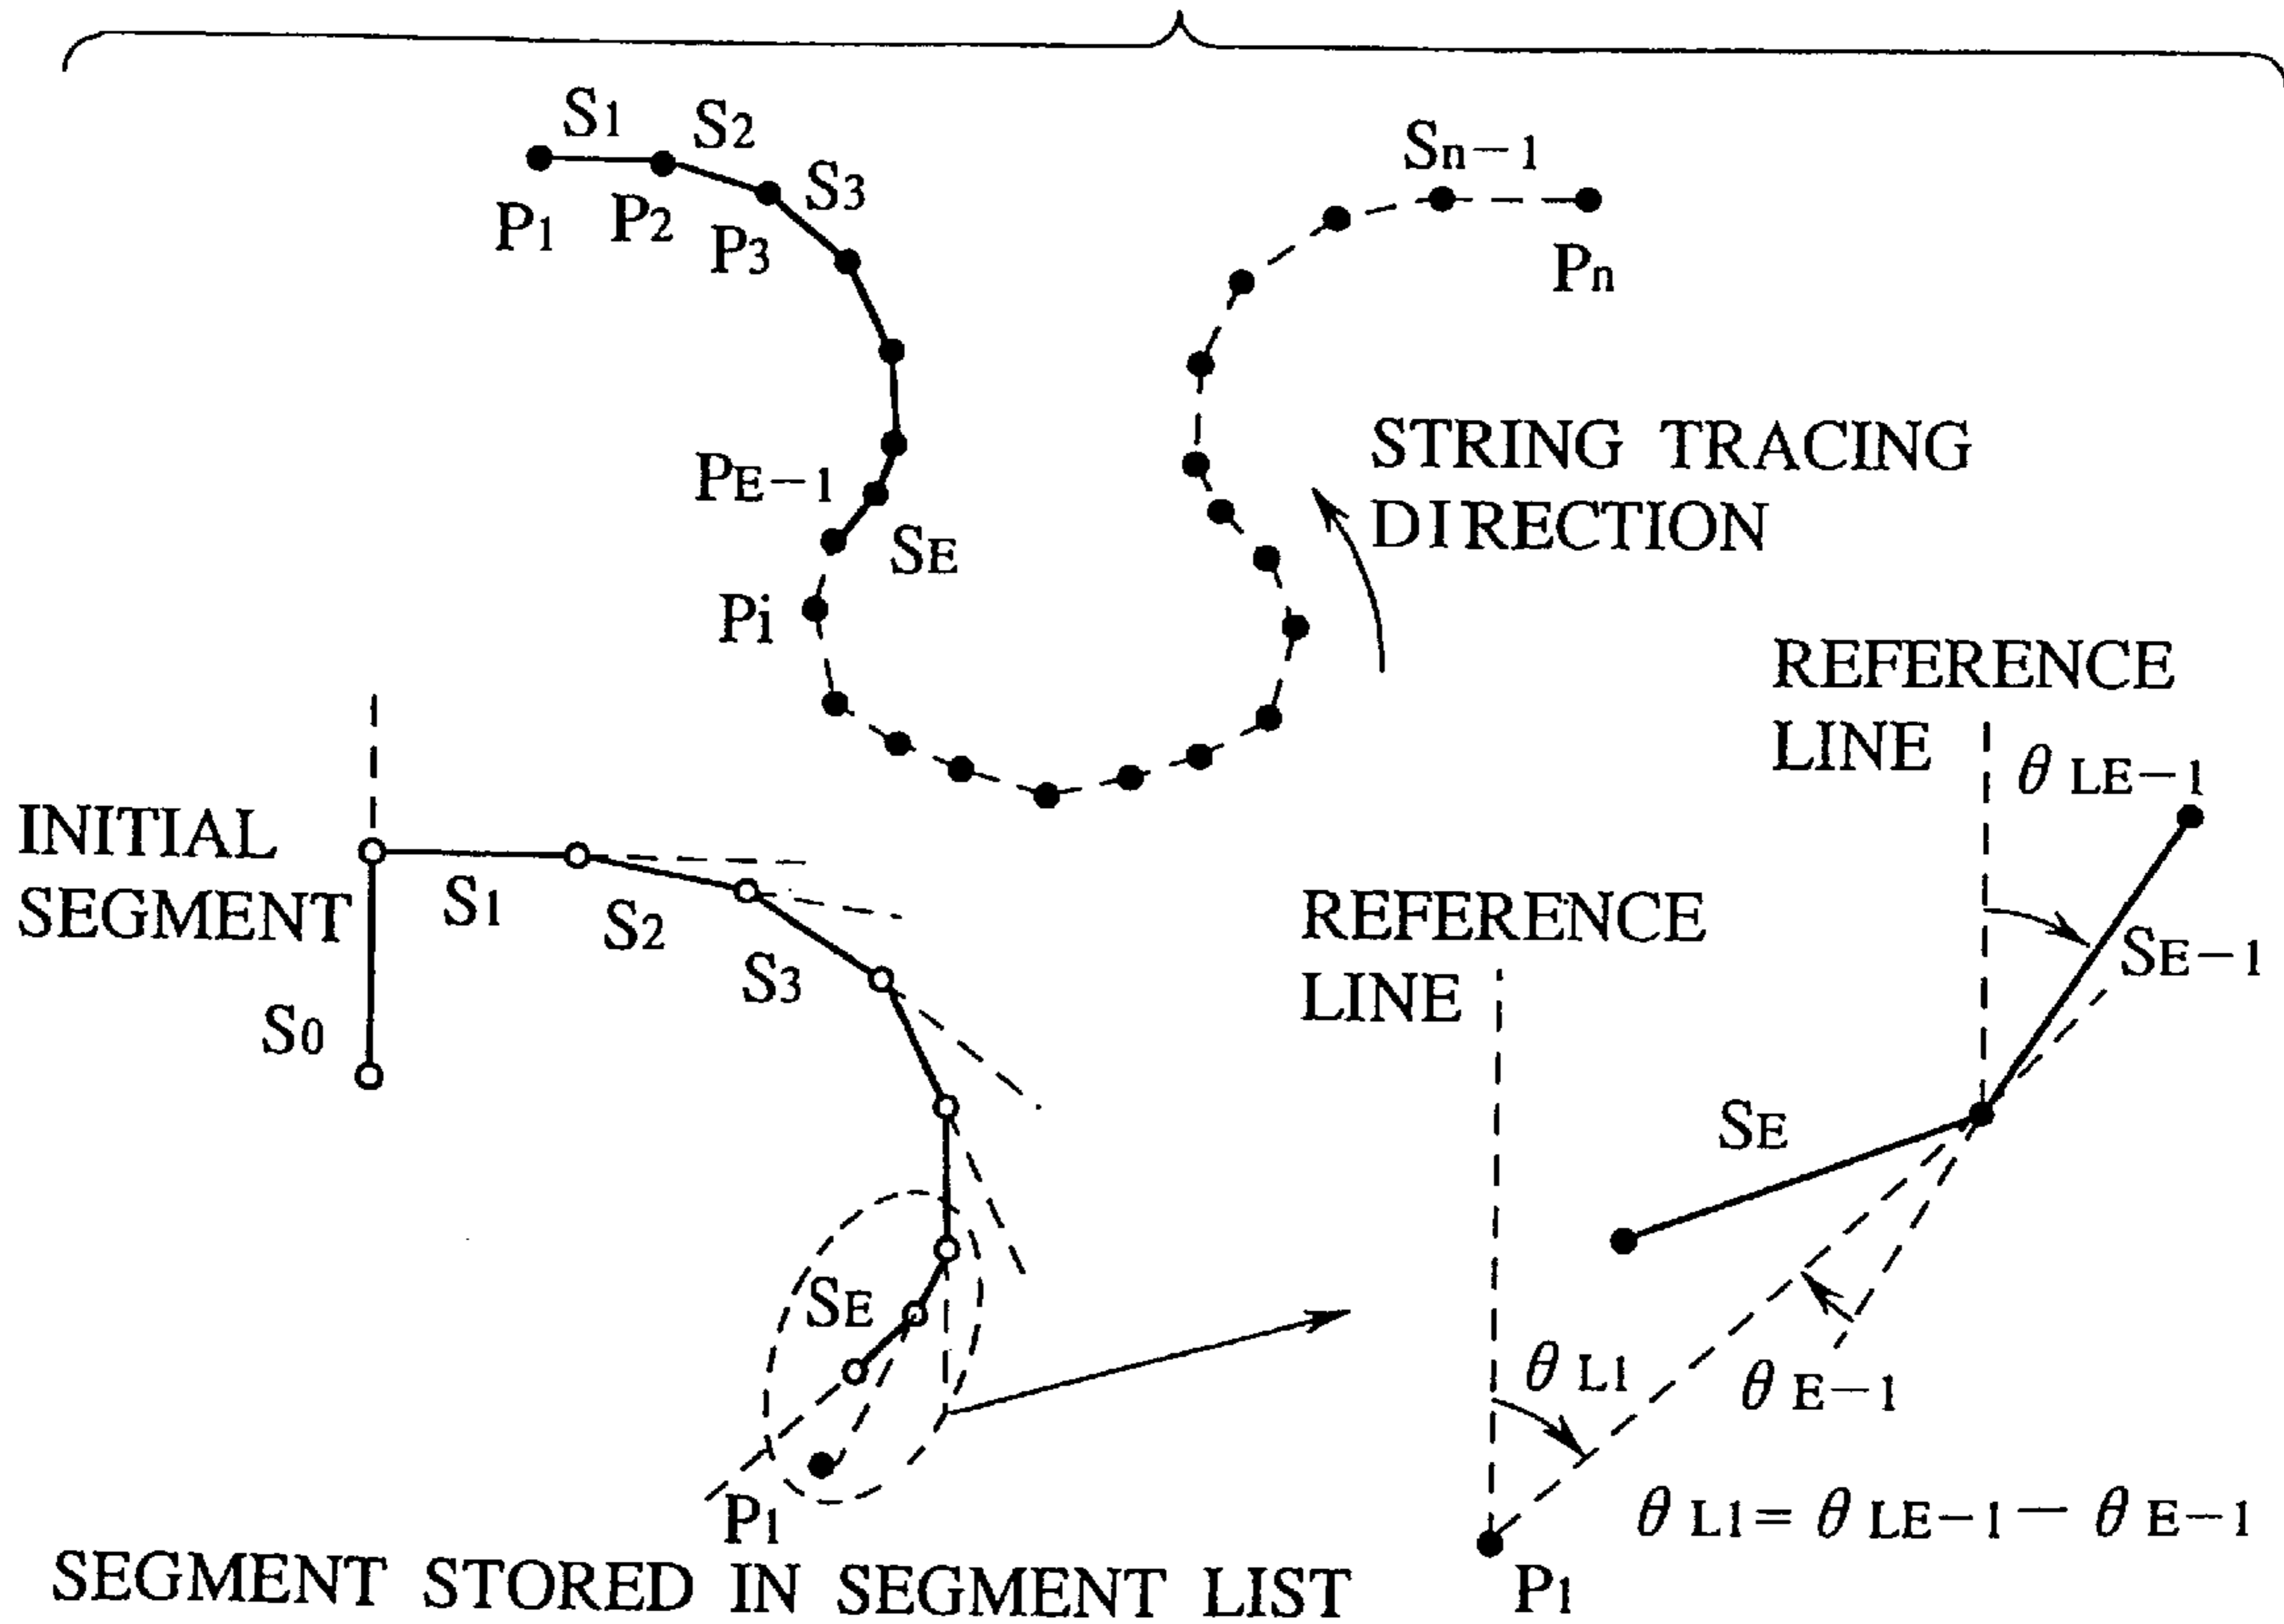 S1
S2
S3
P1
P2
P3
Sn−1
Pn
PE−1
SE
Pi
STRING TRACING
DIRECTION
INITIAL
SEGMENT
S0
S1
S2
S3
SE
P1
SEGMENT STORED IN SEGMENT LIST
REFERENCE
LINE
θ LE−1
SE−1
REFERENCE
LINE
SE
θ L1
θ E−1
θ L1 = θ LE−1 − θ E−1
P1